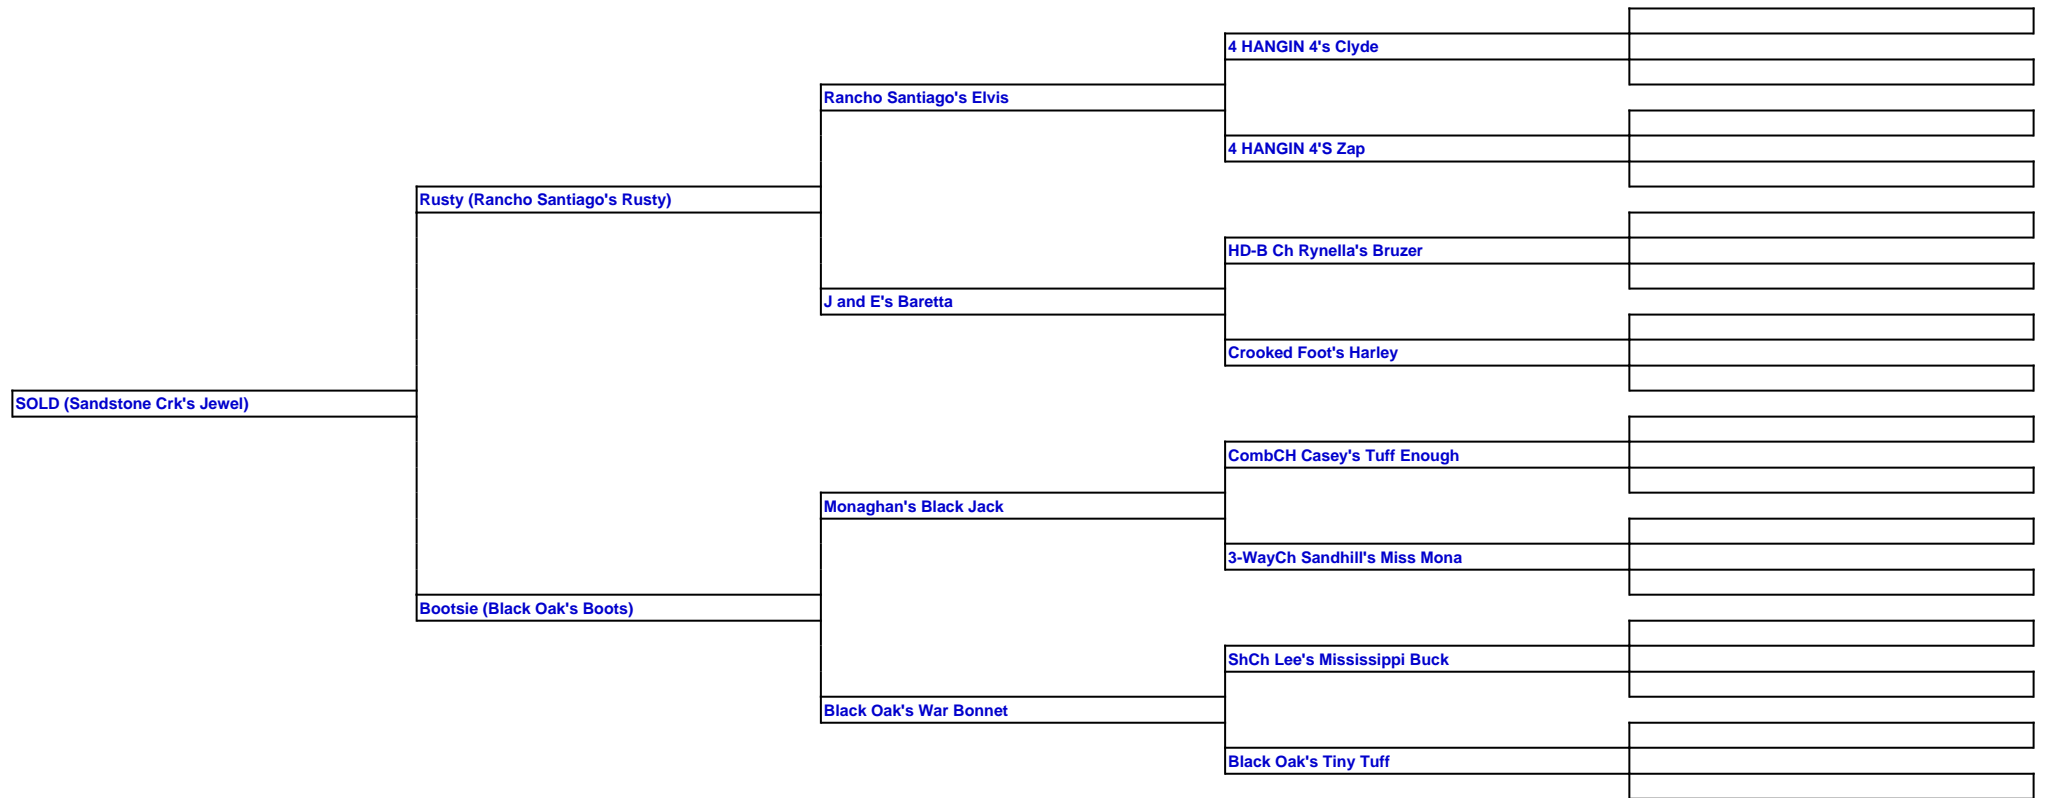 4 HANGIN 4's Clyde
Rancho Santiago's Elvis
4 HANGIN 4'S Zap
Rusty (Rancho Santiago's Rusty)
HD-B Ch Rynella's Bruzer
J and E's Baretta
Crooked Foot's Harley
SOLD (Sandstone Crk's Jewel)
CombCH Casey's Tuff Enough
Monaghan's Black Jack
3-WayCh Sandhill's Miss Mona
Bootsie (Black Oak's Boots)
ShCh Lee's Mississippi Buck
Black Oak's War Bonnet
Black Oak's Tiny Tuff